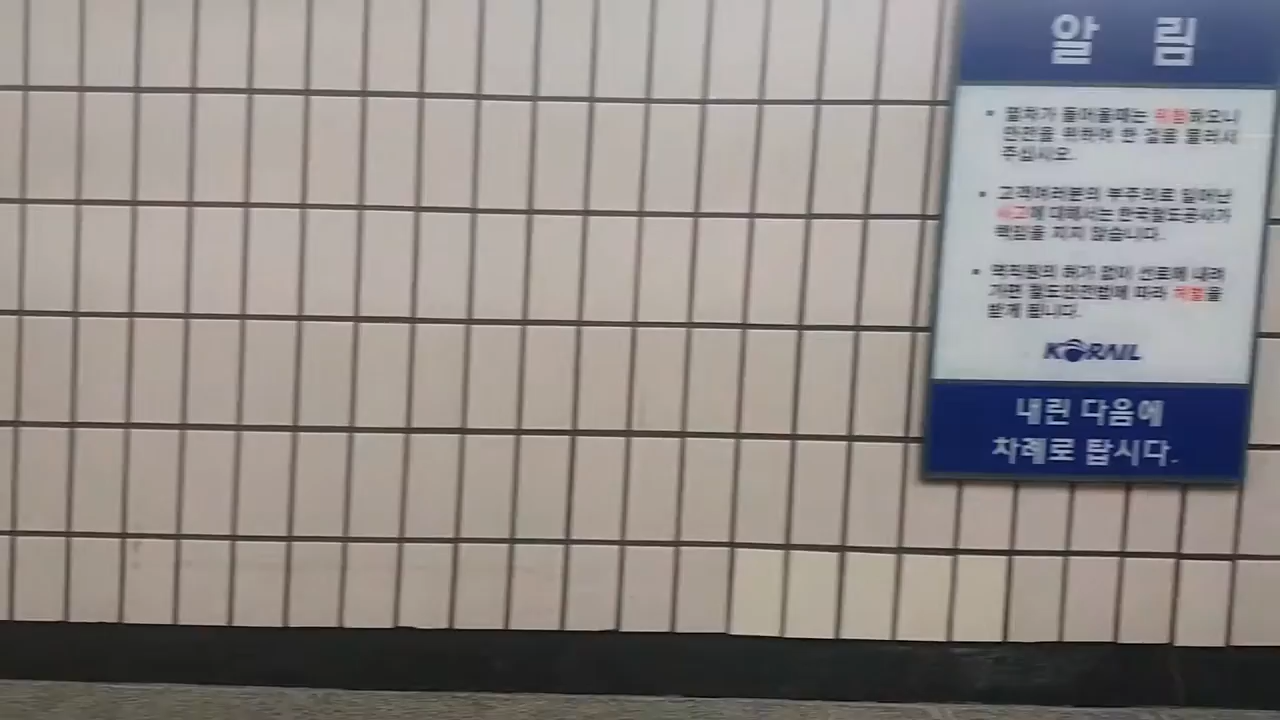 알 림
• 열차가 들어올때는 위험하오니
안전을 위하여 한 걸음 물러서
주십시오.
• 고객여러분의 부주의로 일어난
사고에 대해서는 한국철도공사가
책임을 지지 않습니다.
• 역직원의 허가 없이 선로에 내려
가면 철도안전법에 따라 처벌을
받게 됩니다.
KORAIL
내린 다음에
차례로 탑시다.